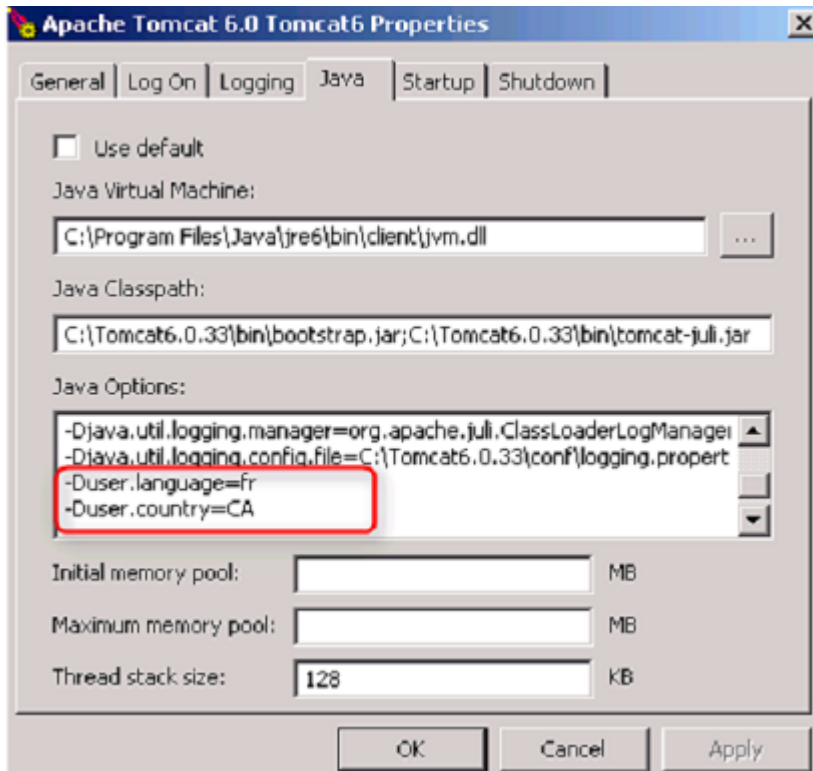 Apache Tomcat 6.0 Tomcat6 Properties
General Log On Logging Java Startup Shutdown
Use default
Java Virtual Machine:
C:\Program Files\Java\jre6\bin\client\jvm.dll
...
Java Classpath:
C:\Tomcat6.0.33\bin\bootstrap.jar;C:\Tomcat6.0.33\bin\tomcat-juli.jar
Java Options:
-Djava.util.logging.manager=org.apache.juli.ClassLoaderLogManager
-Djava.util.logging.config.file=C:\Tomcat6.0.33\conf\logging.propert
-Duser.language=fr
-Duser.country=CA
Initial memory pool: MB
Maximum memory pool: MB
Thread stack size: 128 KB
OK Cancel Apply